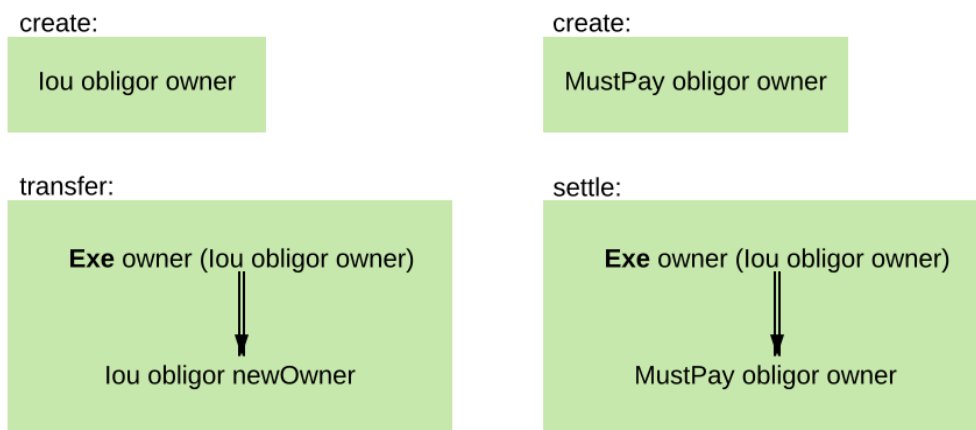 create:
Iou obligor owner
create:
MustPay obligor owner
transfer:
Exe owner (Iou obligor owner)
Iou obligor newOwner
settle:
Exe owner (Iou obligor owner)
MustPay obligor owner